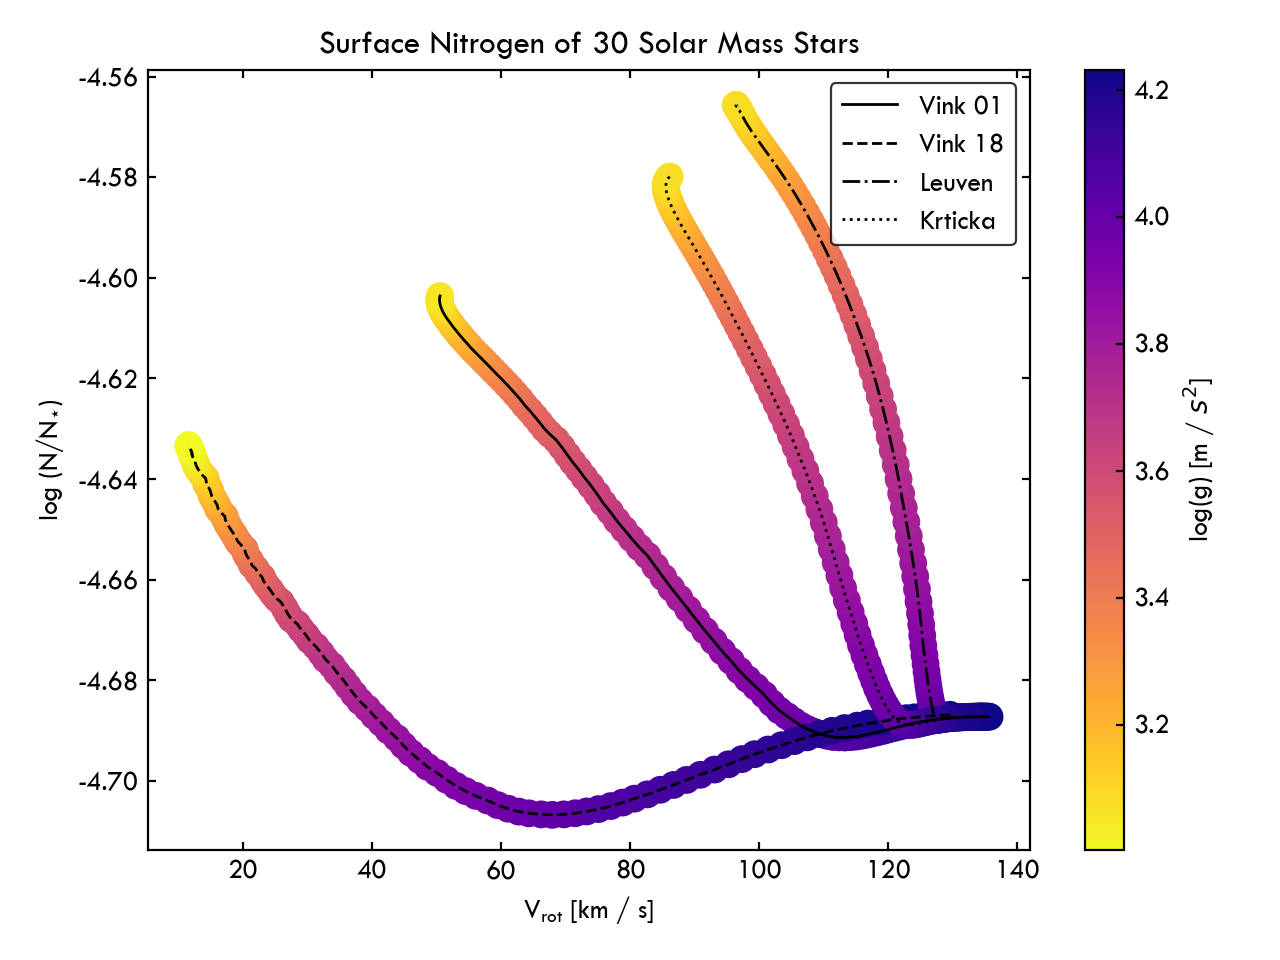 Surface Nitrogen of 30 Solar Mass Stars
-4.56
-4.58
-4.60
-4.62
-4.64
-4.66
-4.68
-4.70
log (N/N⋆)
20
40
60
80
100
120
140
Vrot [km / s]
Vink 01
Vink 18
Leuven
Krticka
4.2
4.0
3.8
3.6
3.4
3.2
log(g) [m / s²]